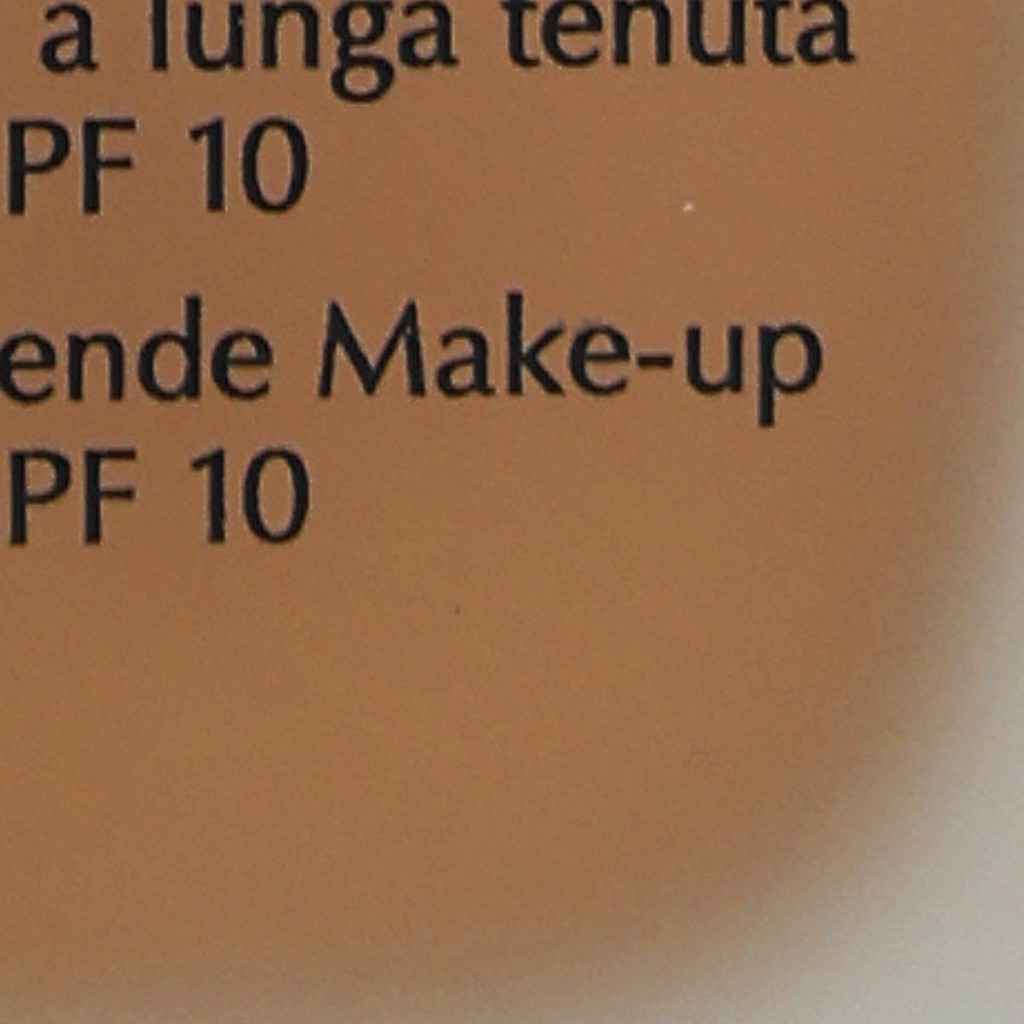 a lunga tenuta
PF 10
ende Make-up
PF 10